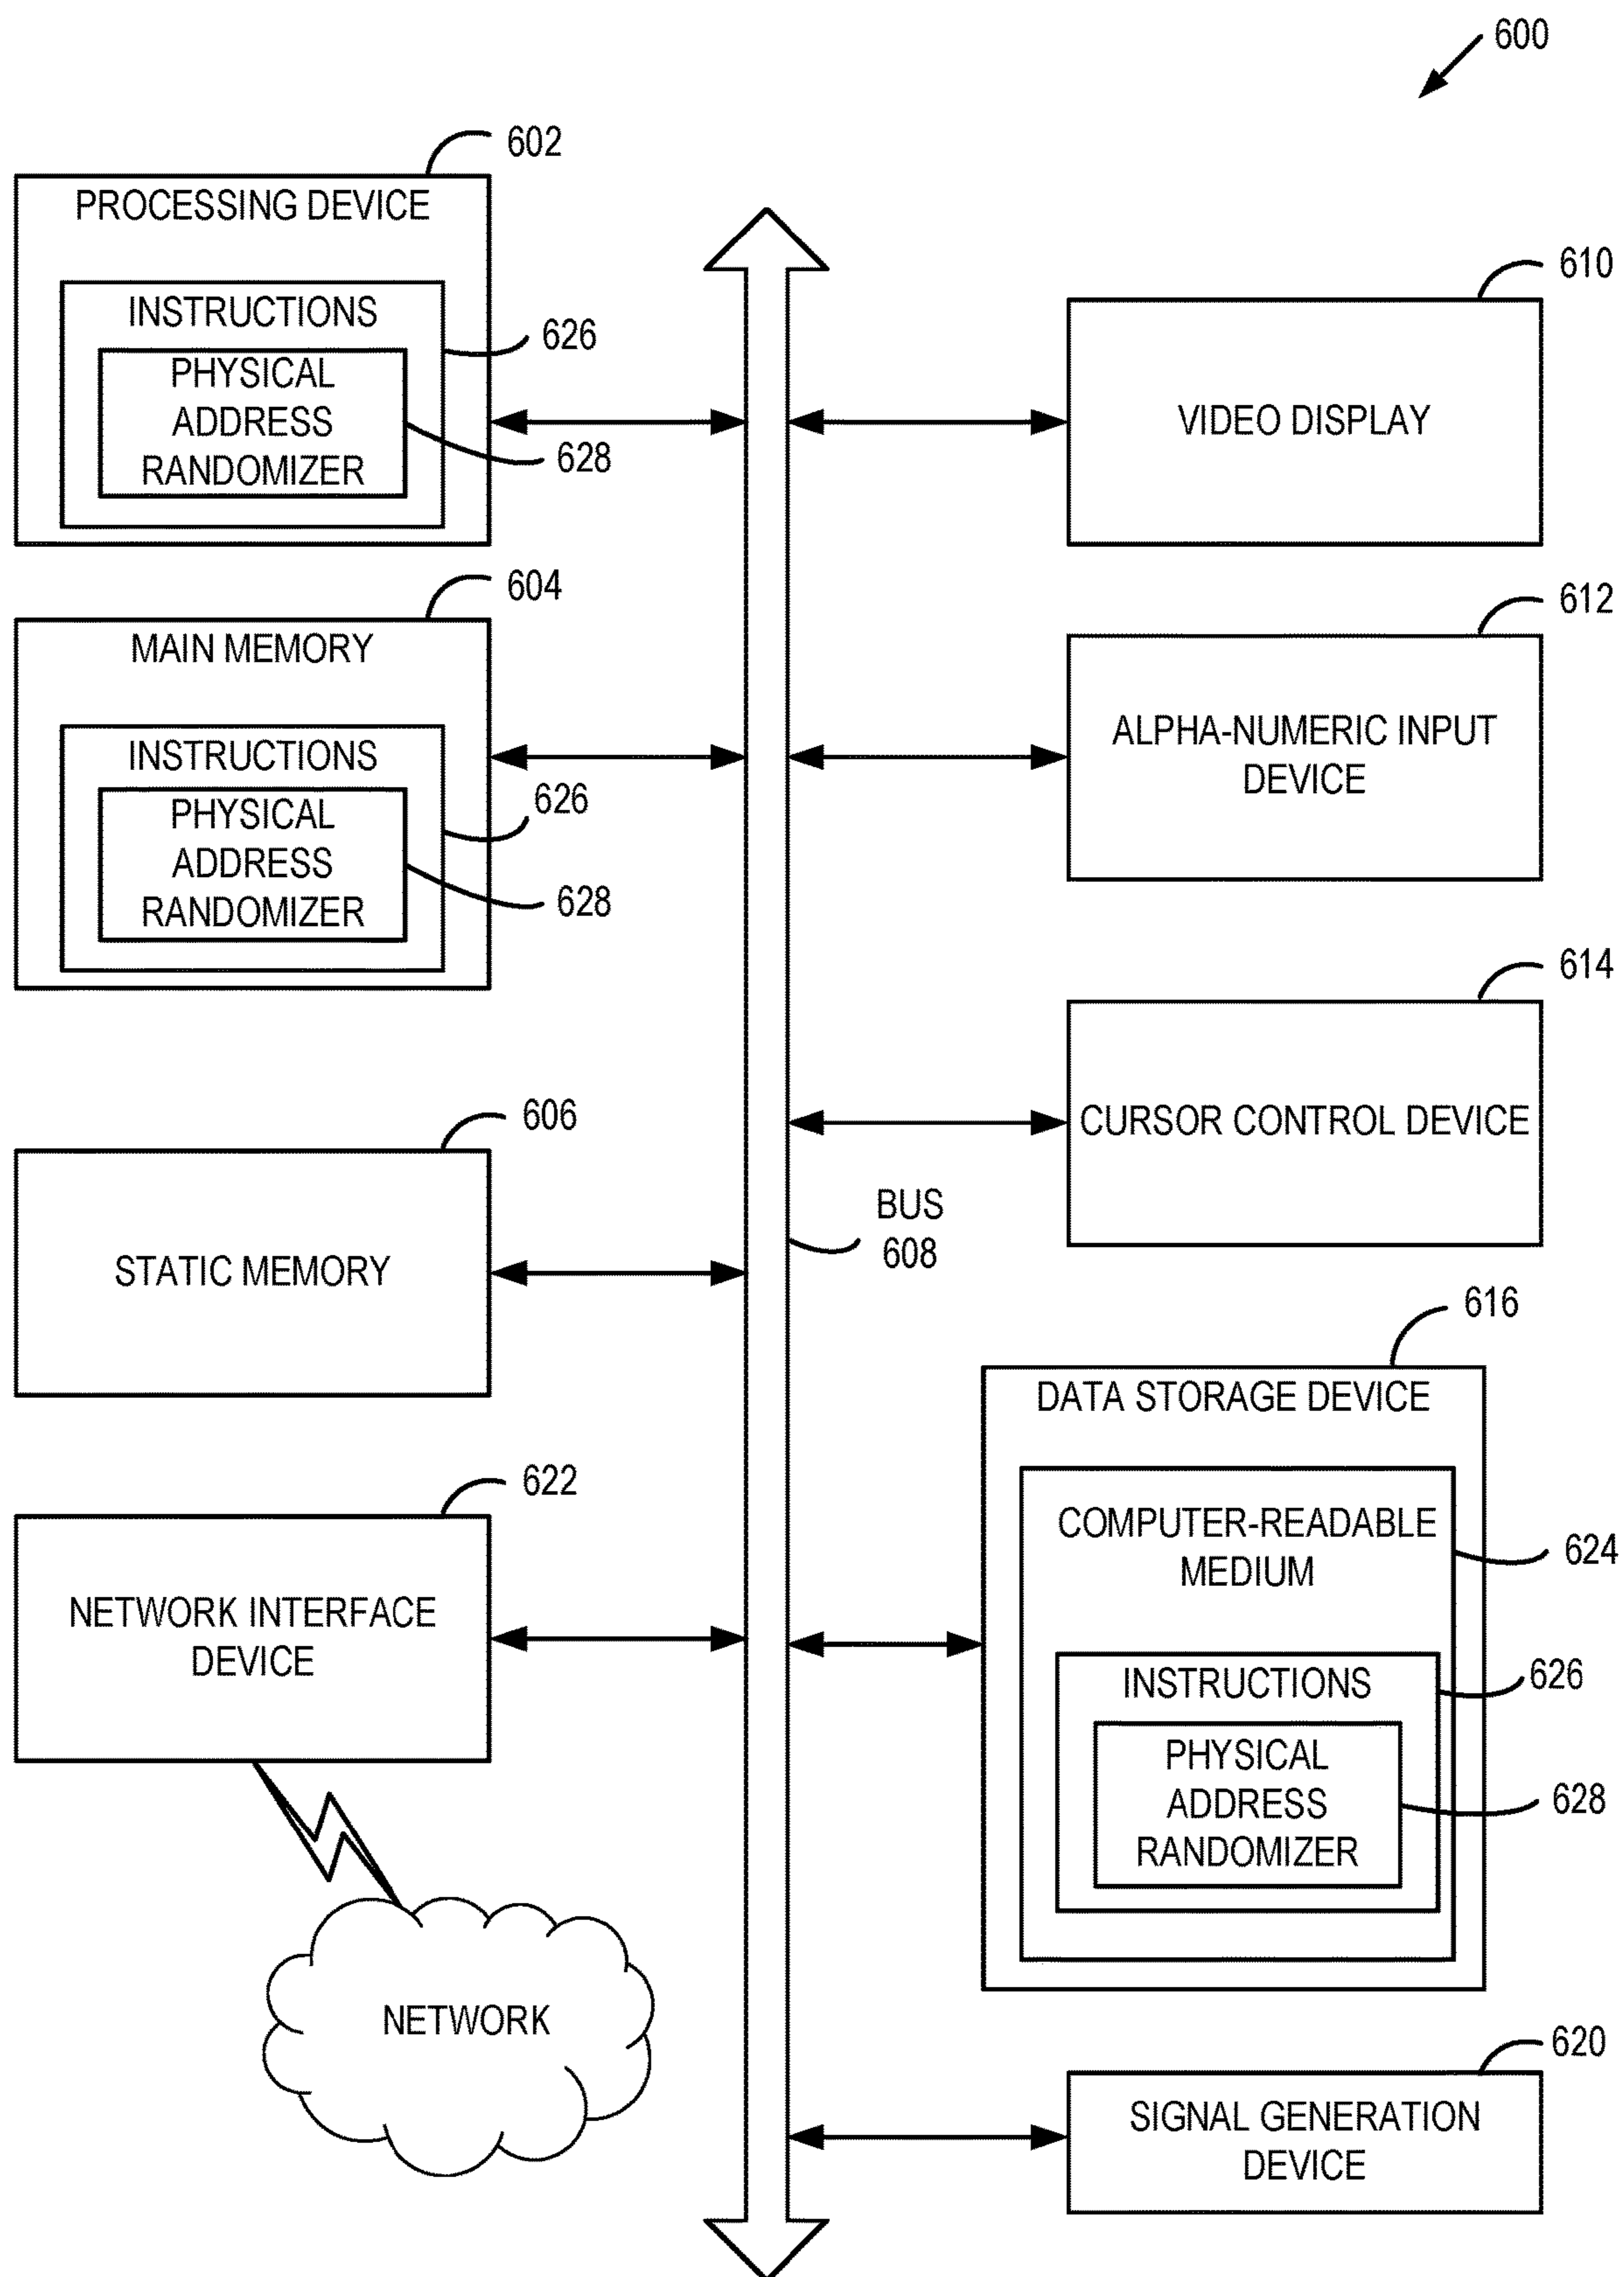 600
602
PROCESSING DEVICE
INSTRUCTIONS
626
PHYSICAL
ADDRESS
RANDOMIZER
628
604
MAIN MEMORY
INSTRUCTIONS
626
PHYSICAL
ADDRESS
RANDOMIZER
628
606
STATIC MEMORY
622
NETWORK INTERFACE
DEVICE
NETWORK
BUS
608
610
VIDEO DISPLAY
612
ALPHA-NUMERIC INPUT
DEVICE
614
CURSOR CONTROL DEVICE
616
DATA STORAGE DEVICE
COMPUTER-READABLE
MEDIUM
624
INSTRUCTIONS
626
PHYSICAL
ADDRESS
RANDOMIZER
628
620
SIGNAL GENERATION
DEVICE